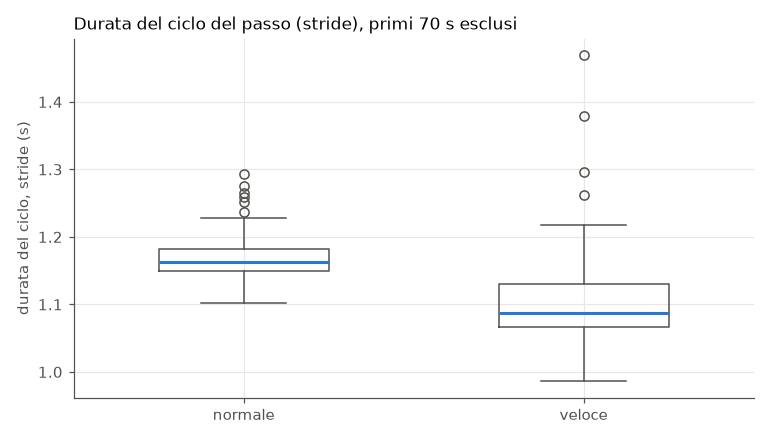 Durata del ciclo del passo (stride), primi 70 s esclusi
durata del ciclo, stride (s)
1.4
1.3
1.2
1.1
1.0
normale
veloce